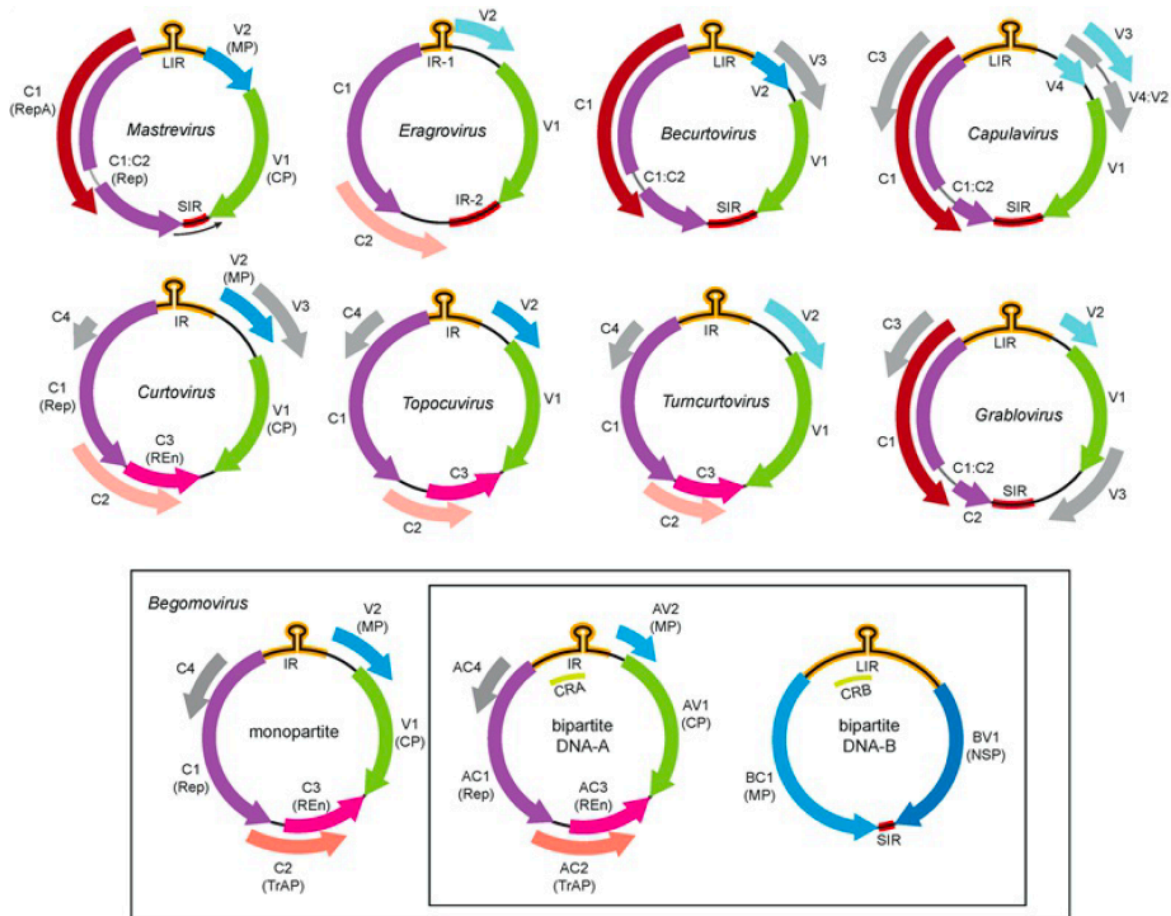 V2
(MP)
LIR
C1
(RepA)
Mastrevirus
C1:C2
(Rep)
V1
(CP)
SIR
V2
IR-1
C1
Eragrovirus
V1
IR-2
C2
LIR
V3
V2
C1
Becurtovirus
V1
C1:C2
SIR
C3
LIR
V3
V4
V4:V2
Capulavirus
C1
V1
C1:C2
SIR
V2
(MP)
V3
C4
IR
C1
(Rep)
Curtovirus
V1
(CP)
C3
(REn)
C2
C4
V2
IR
C1
Topocuvirus
V1
C3
C2
C4
V2
IR
C1
Turncurtovirus
V1
C3
C2
C3
V2
LIR
Grablovirus
V1
C1
C1:C2
SIR
C2
V3
Begomovirus
V2
(MP)
C4
IR
monopartite
V1
(CP)
C1
(Rep)
C3
(REn)
C2
(TrAP)
AV2
(MP)
AC4
IR
CRA
bipartite
DNA-A
AV1
(CP)
AC1
(Rep)
AC3
(REn)
AC2
(TrAP)
LIR
CRB
bipartite
DNA-B
BV1
(NSP)
BC1
(MP)
SIR